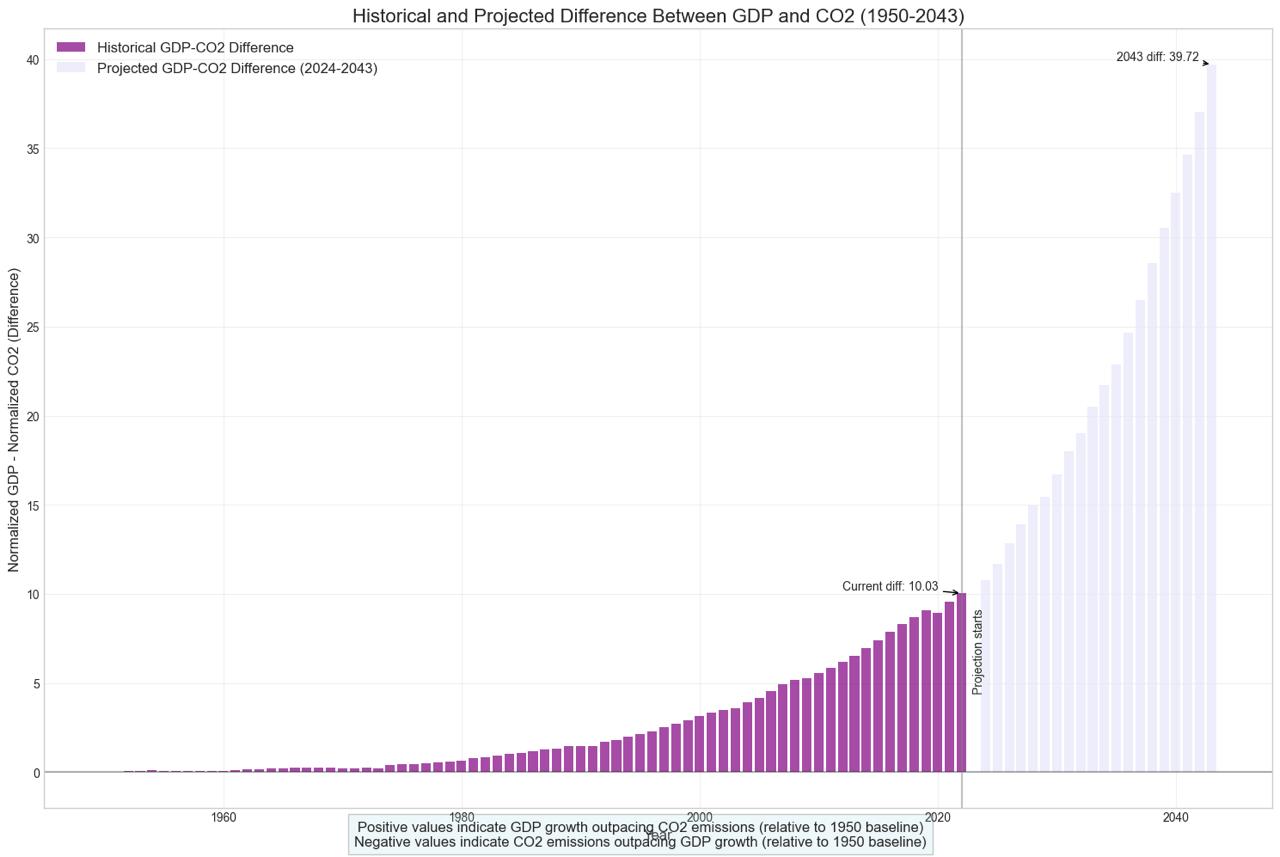 Historical and Projected Difference Between GDP and CO2 (1950-2043)
Historical GDP-CO2 Difference
Projected GDP-CO2 Difference (2024-2043)
2043 diff: 39.72
Current diff: 10.03
Projection starts
Normalized GDP - Normalized CO2 (Difference)
40
35
30
25
20
15
10
5
0
1960
1980
2000
2020
2040
Year
Positive values indicate GDP growth outpacing CO2 emissions (relative to 1950 baseline)
Negative values indicate CO2 emissions outpacing GDP growth (relative to 1950 baseline)